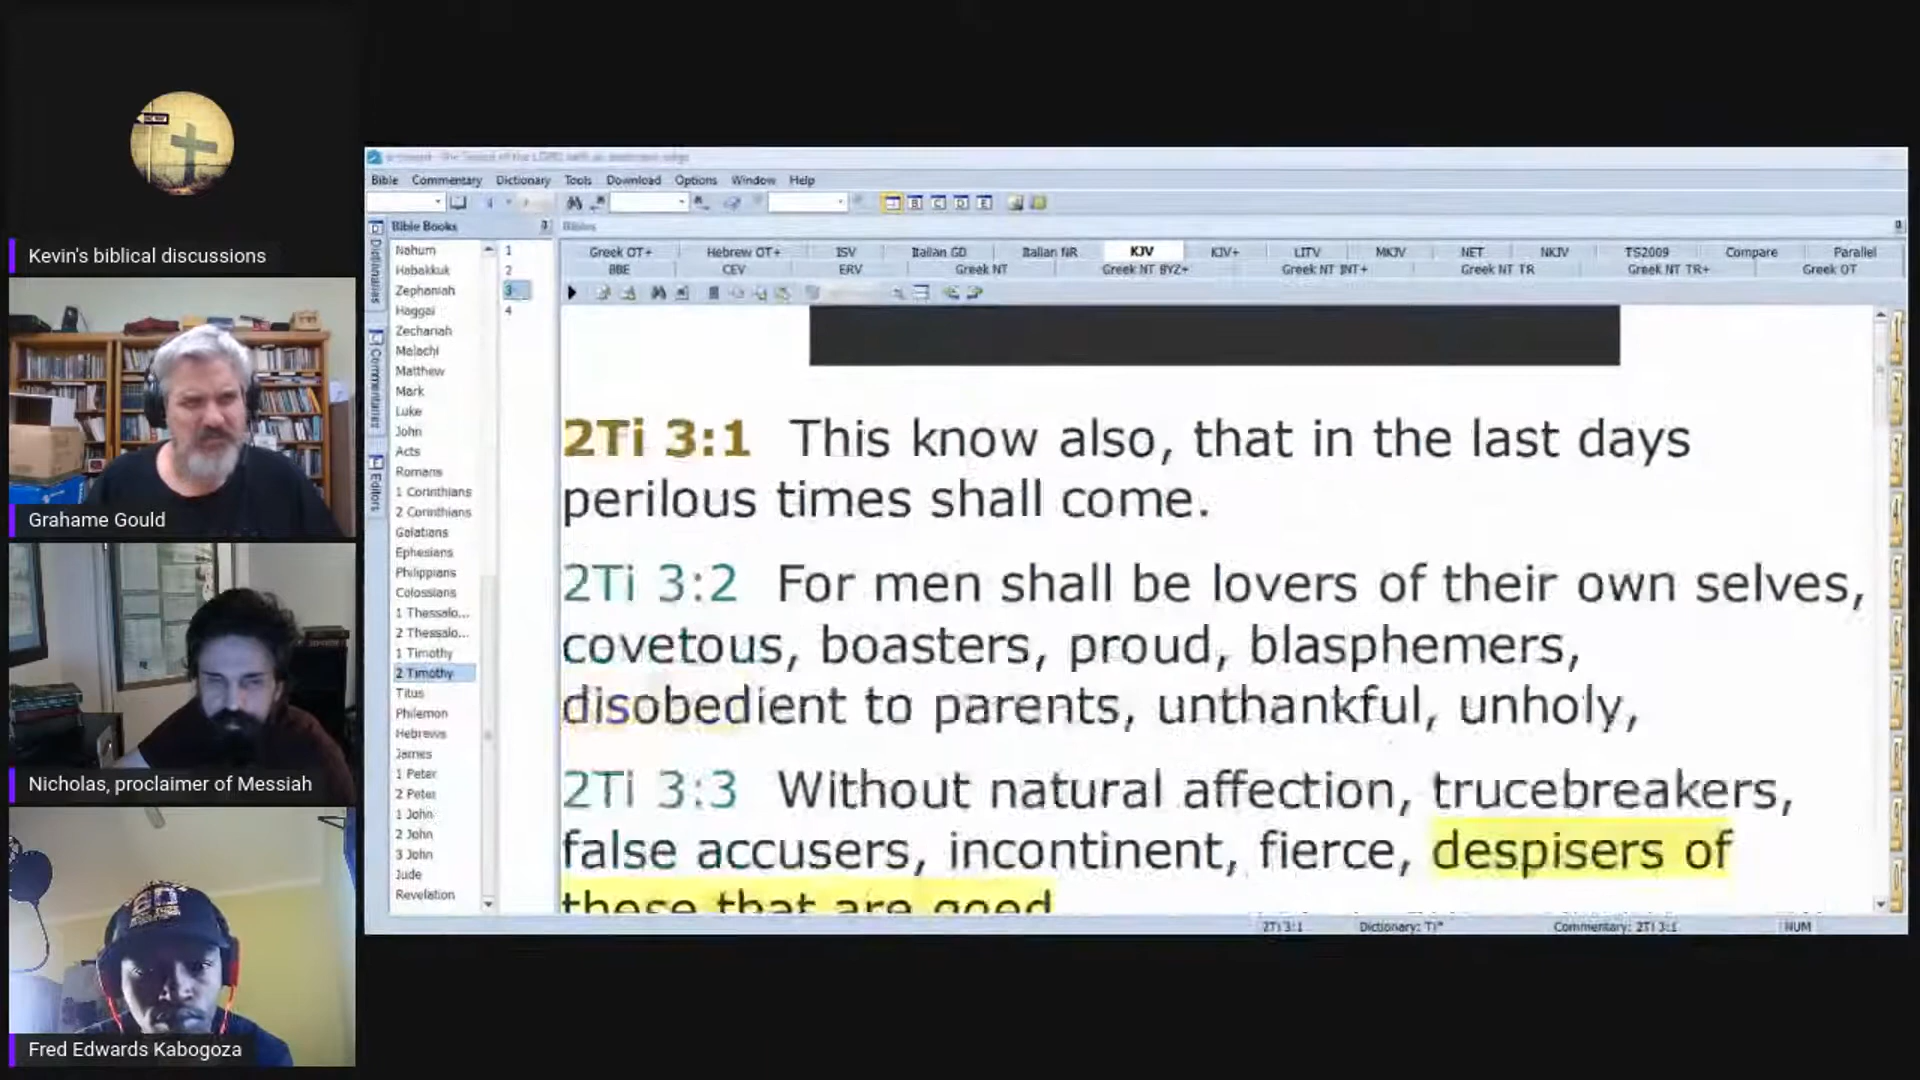 Kevin's biblical discussions
Grahame Gould
Nicholas, proclaimer of Messiah
Fred Edwards Kabogoza
Bible Commentary Dictionary Tools Download Options Window Help
Dictionaries
Commentaries
Editors
Bible Books
Nahum
Habakkuk
Zephaniah
Haggai
Zechariah
Malachi
Matthew
Mark
Luke
John
Acts
Romans
1 Corinthians
2 Corinthians
Galatians
Ephesians
Philippians
Colossians
1 Thessalo...
2 Thessalo...
1 Timothy
2 Timothy
Titus
Philemon
Hebrews
James
1 Peter
2 Peter
1 John
2 John
3 John
Jude
Revelation
1
2
3
4
Bibles
Greek OT+ Hebrew OT+ ISV Italian GD Italian NR KJV KJV+ LITV MKJV NET NKJV TS2009 Compare Parallel
BBE CEV ERV Greek NT Greek NT BYZ+ Greek NT INT+ Greek NT TR Greek NT TR+ Greek OT
2Ti 3:1 This know also, that in the last days
perilous times shall come.
2Ti 3:2 For men shall be lovers of their own selves,
covetous, boasters, proud, blasphemers,
disobedient to parents, unthankful, unholy,
2Ti 3:3 Without natural affection, trucebreakers,
false accusers, incontinent, fierce, despisers of
those that are good
2Ti 3:1 Dictionary: Ti* Commentary: 2Ti 3:1 NUM